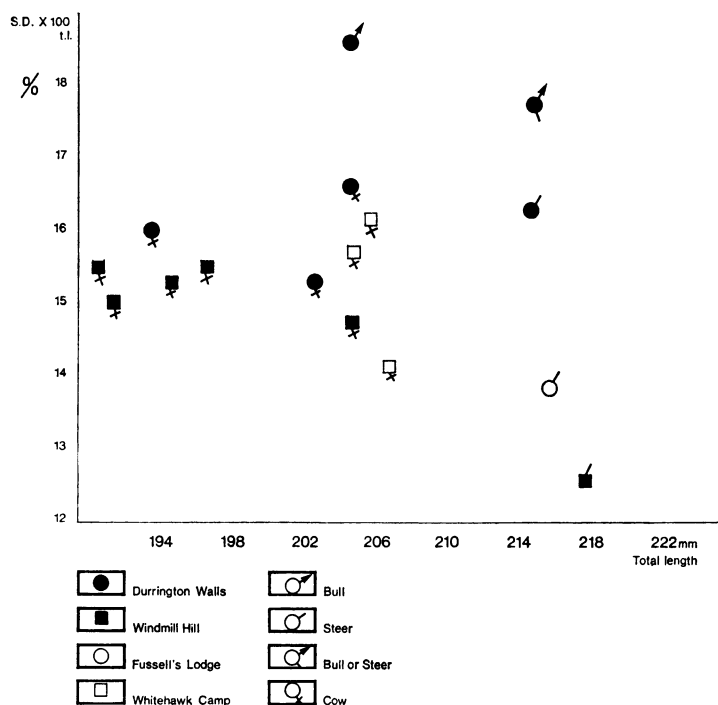 S.D. X 100
t.l.
%
18
17
16
15
14
13
12
194 198 202 206 210 214 218 222mm
Total length
Durrington Walls
Bull
Windmill Hill
Steer
Fussell's Lodge
Bull or Steer
Whitehawk Camp
Cow